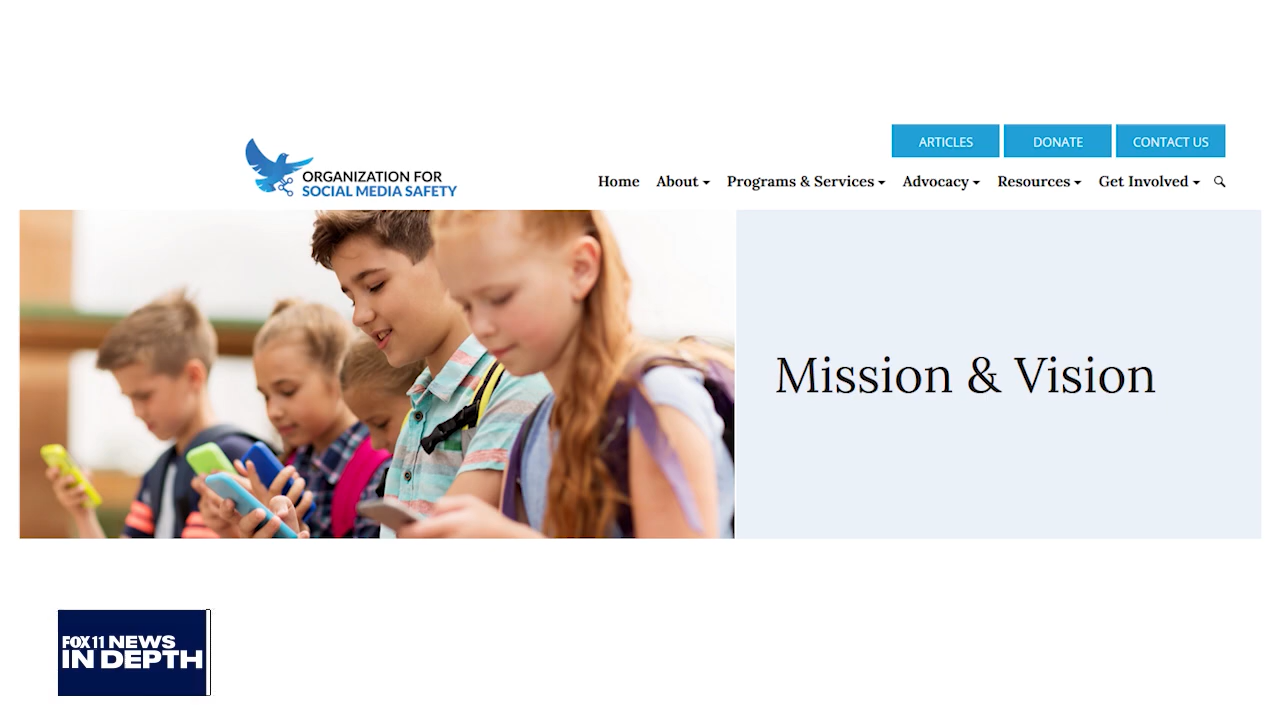 ARTICLES DONATE CONTACT US
ORGANIZATION FOR
SOCIAL MEDIA SAFETY
Home About Programs & Services Advocacy Resources Get Involved
Mission & Vision
FOX 11 NEWS
IN DEPTH